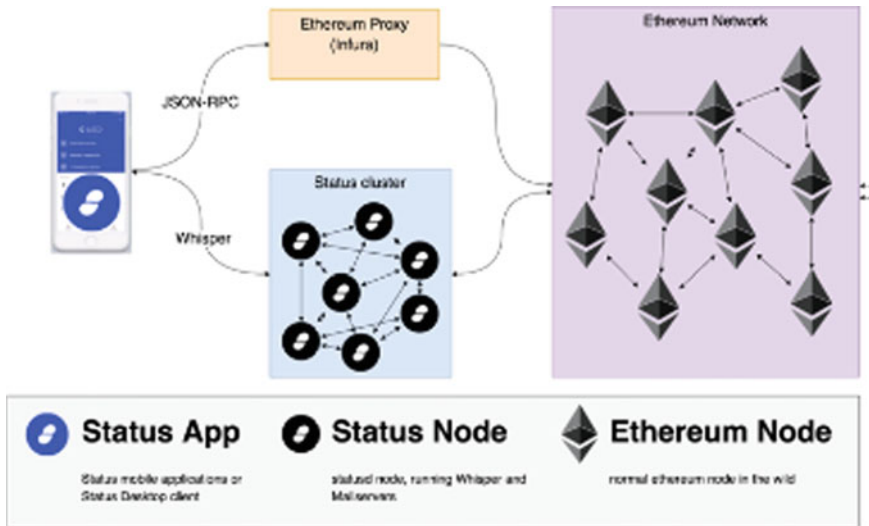 Ethereum Proxy
(Infura)
Ethereum Network
JSON-RPC
Status cluster
Whisper
Status App
Status mobile applications or
Status Desktop client
Status Node
statusd node, running Whisper and
Mailservers
Ethereum Node
normal ethereum node in the wild